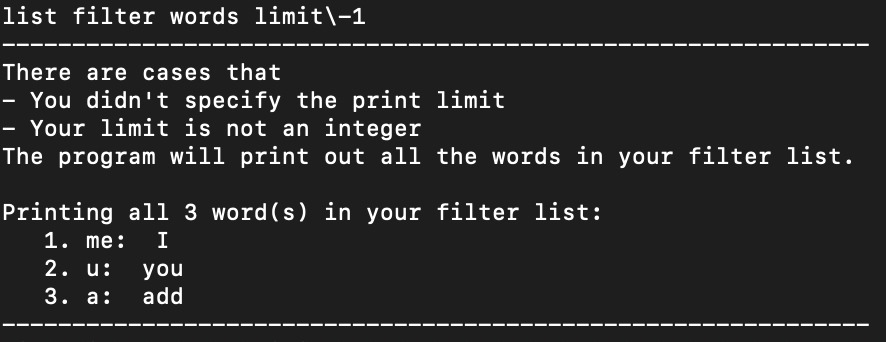 list filter words limit\-1
______________________________________________________________
There are cases that
- You didn't specify the print limit
- Your limit is not an integer
The program will print out all the words in your filter list.

Printing all 3 word(s) in your filter list:
   1. me:  I
   2. u:  you
   3. a:  add
______________________________________________________________